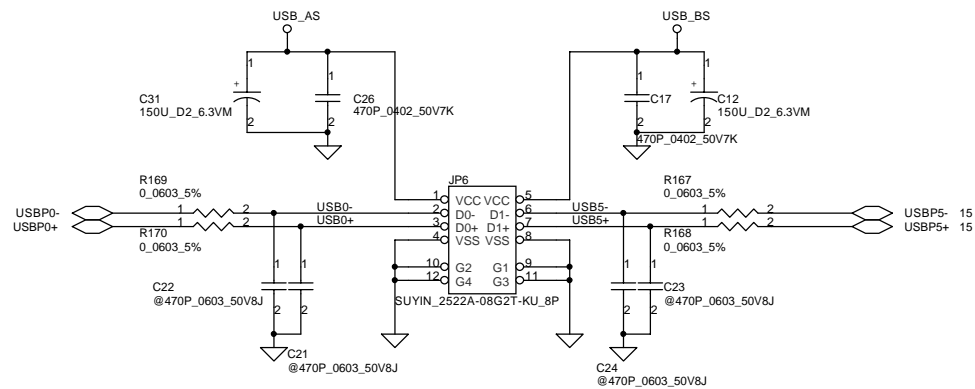 USB_AS
USB_BS
1 1 1 1
C31
150U_D2_6.3VM
+
C26
470P_0402_50V7K
C17
470P_0402_50V7K
+
C12
150U_D2_6.3VM
2 2 2 2
JP6
R169
0_0603_5%
R167
0_0603_5%
1 VCC VCC 5
USBP0- 1 2 USB0- 2 D0- D1- 6 USB5- 1 2 USBP5- 15
USBP0+ 1 2 USB0+ 3 D0+ D1+ 7 USB5+ 1 2 USBP5+ 15
4 VSS VSS 8
R170
0_0603_5%
R168
0_0603_5%
10 G2 G1 9
12 G4 G3 11
SUYIN_2522A-08G2T-KU_8P
1 1 1 1
C22
@470P_0603_50V8J
C23
@470P_0603_50V8J
2 2 2 2
C21
@470P_0603_50V8J
C24
@470P_0603_50V8J